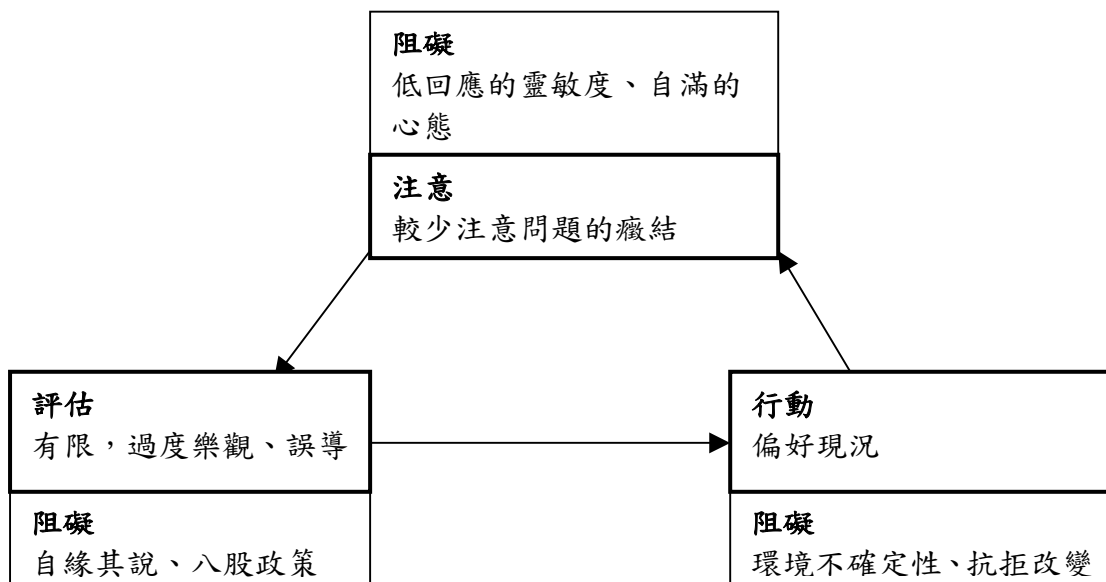 阻礙
低回應的靈敏度、自滿的
心態
注意
較少注意問題的癥結
評估
有限，過度樂觀、誤導
阻礙
自緣其說、八股政策
行動
偏好現況
阻礙
環境不確定性、抗拒改變